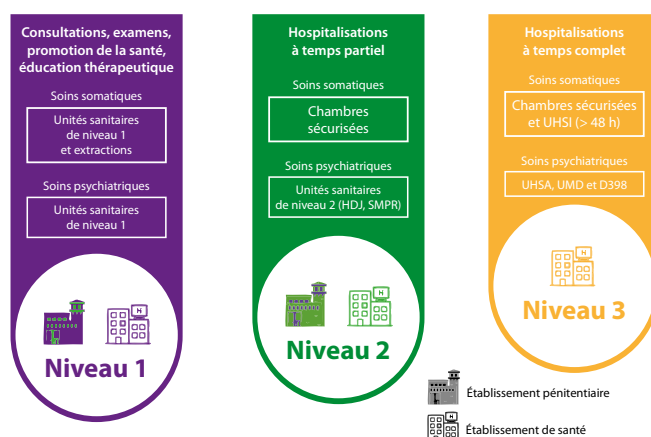 Consultations, examens,
promotion de la santé,
éducation thérapeutique
Soins somatiques
Unités sanitaires
de niveau 1
et extractions
Soins psychiatriques
Unités sanitaires
de niveau 1
H
Niveau 1
Hospitalisations
à temps partiel
Soins somatiques
Chambres
sécurisées
Soins psychiatriques
Unités sanitaires
de niveau 2 (HDJ, SMPR)
H
Niveau 2
Hospitalisations
à temps complet
Soins somatiques
Chambres sécurisées
et UHSI (> 48 h)
Soins psychiatriques
UHSA, UMD et D398
H
Niveau 3
Établissement pénitentiaire
H
Établissement de santé